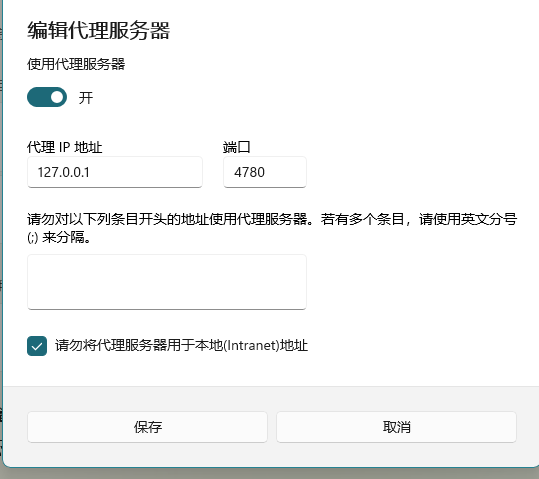 编辑代理服务器
使用代理服务器
开
代理 IP 地址
端口
127.0.0.1
4780
请勿对以下列条目开头的地址使用代理服务器。若有多个条目，请使用英文分号
(;) 来分隔。
请勿将代理服务器用于本地(Intranet)地址
保存
取消